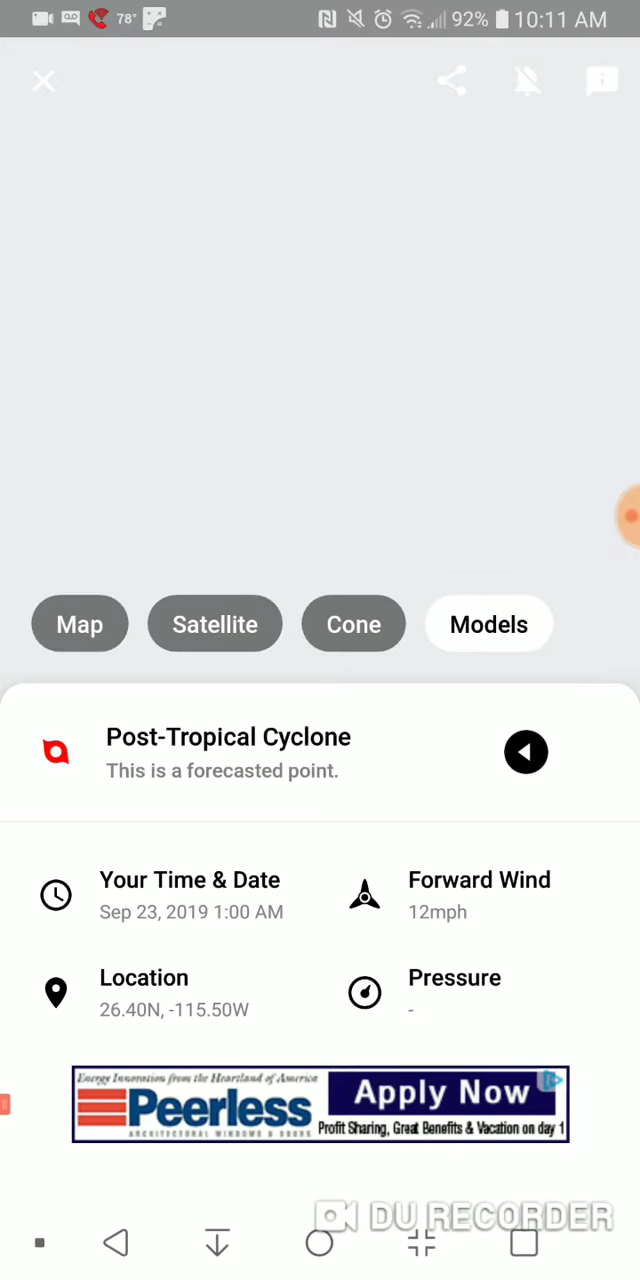 78° 92% 10:11 AM
Map Satellite Cone Models
Post-Tropical Cyclone
This is a forecasted point.
Your Time & Date Forward Wind
Sep 23, 2019 1:00 AM 12mph
Location Pressure
26.40N, -115.50W -
Energy Innovation from the Heartland of America
Peerless
ARCHITECTURAL WINDOWS & DOORS
Apply Now
Profit Sharing, Great Benefits & Vacation on day 1
DU RECORDER